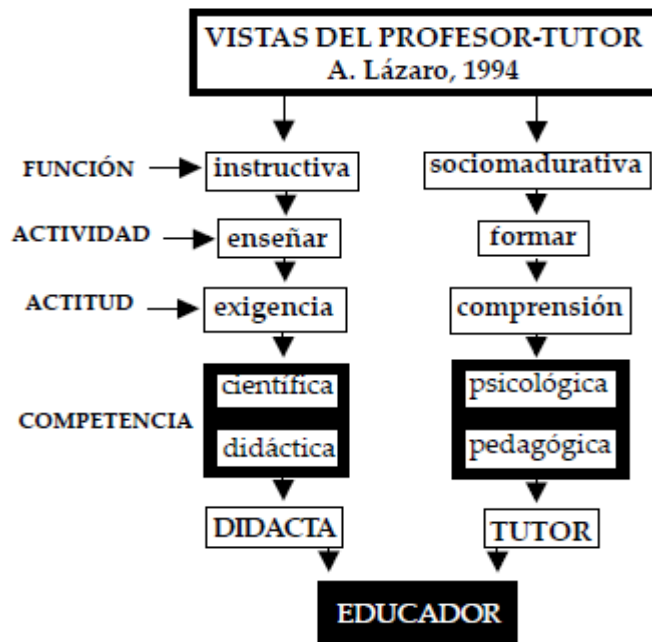 VISTAS DEL PROFESOR-TUTOR
A. Lázaro, 1994
FUNCIÓN instructiva sociomadurativa
ACTIVIDAD enseñar formar
ACTITUD exigencia comprensión
científica psicológica
COMPETENCIA
didáctica pedagógica
DIDACTA TUTOR
EDUCADOR